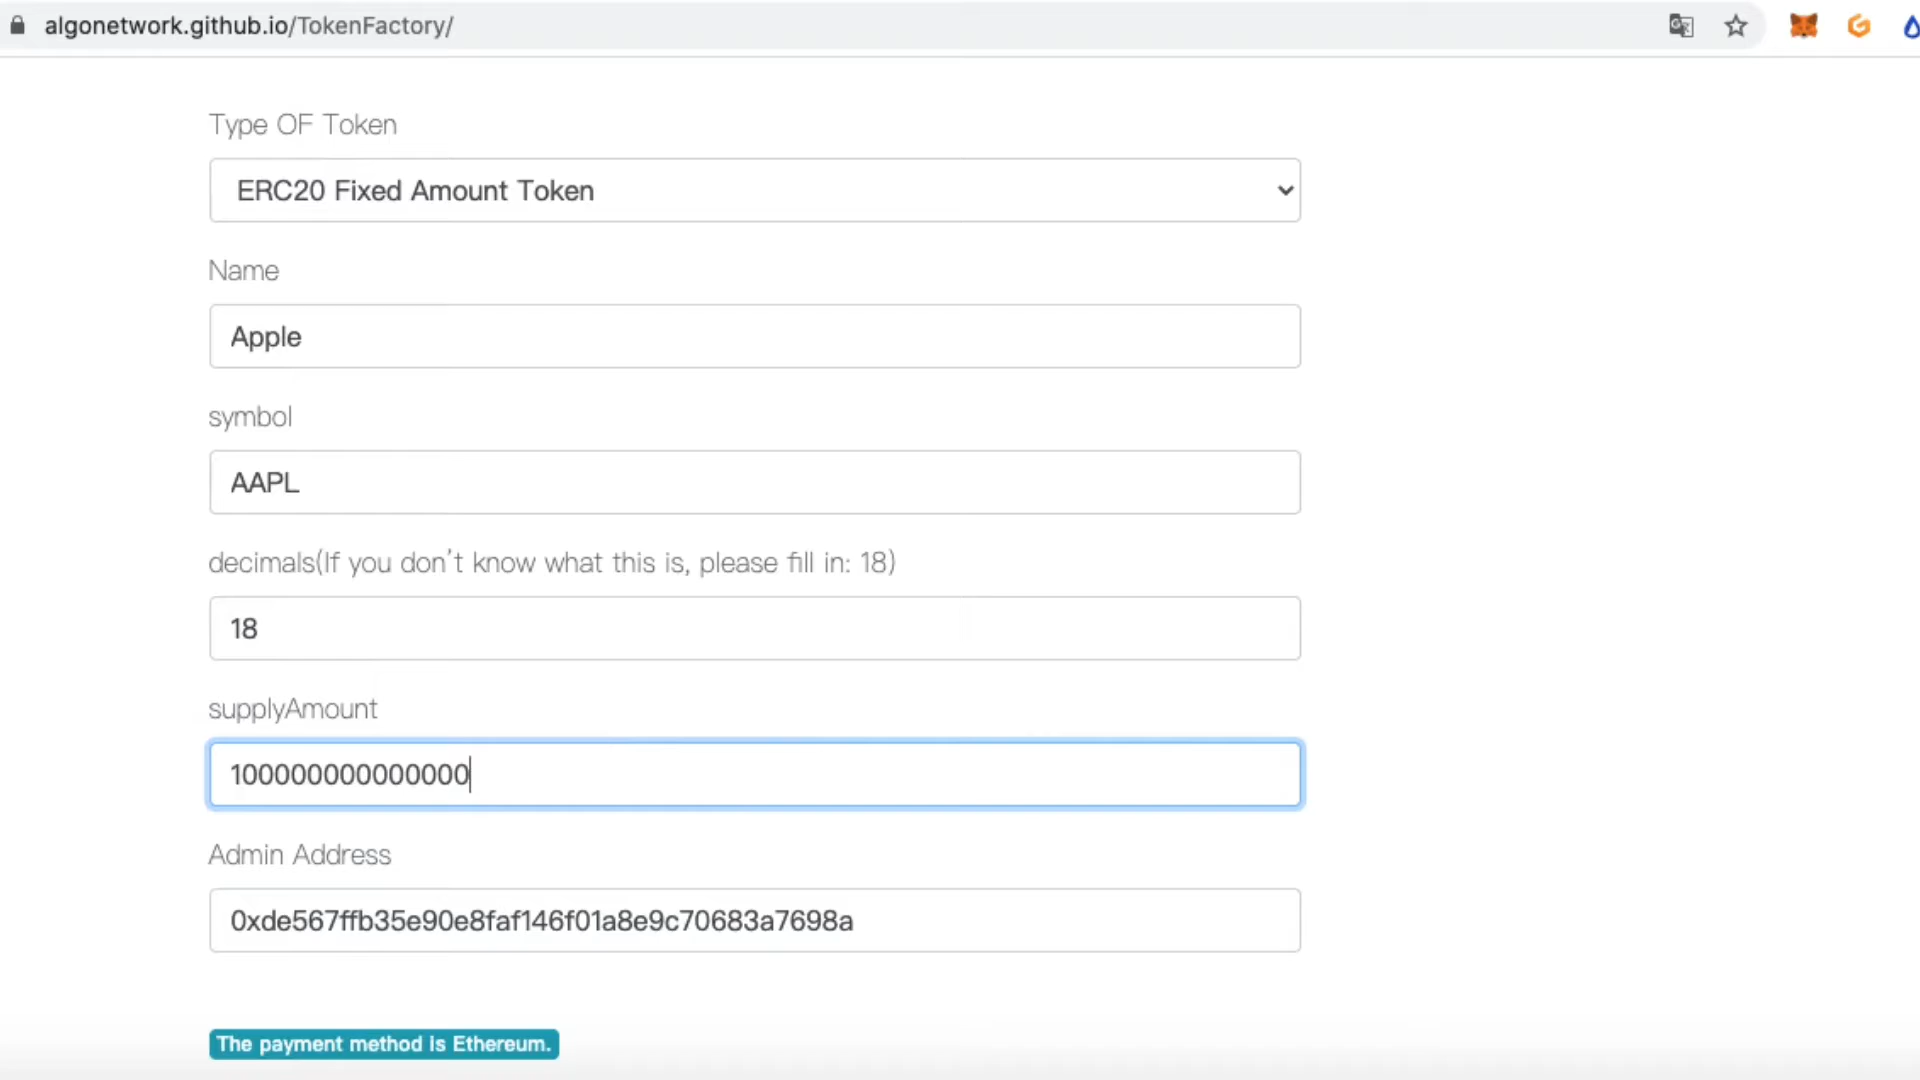 algonetwork.github.io/TokenFactory/
Type OF Token
ERC20 Fixed Amount Token
Name
Apple
symbol
AAPL
decimals(If you don't know what this is, please fill in: 18)
18
supplyAmount
100000000000000
Admin Address
0xde567ffb35e90e8faf146f01a8e9c70683a7698a
The payment method is Ethereum.